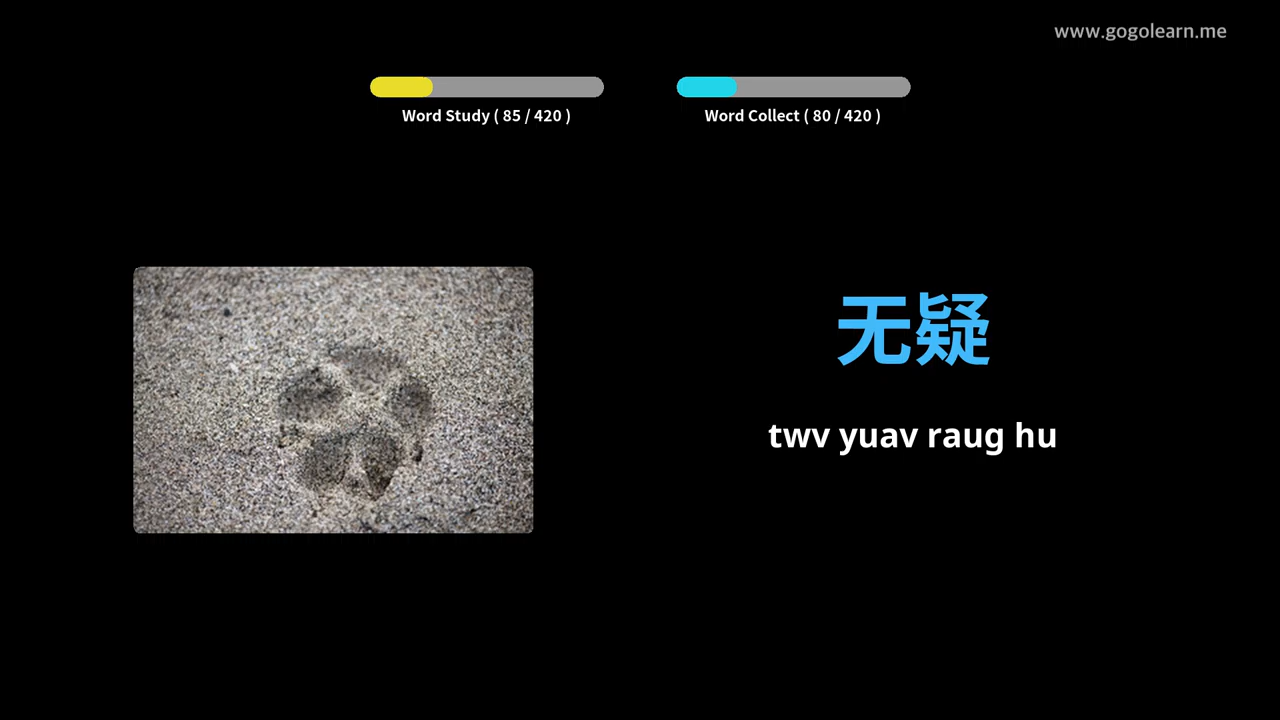 www.gogolearn.me
Word Study ( 85 / 420 )
Word Collect ( 80 / 420 )
无疑
twv yuav raug hu